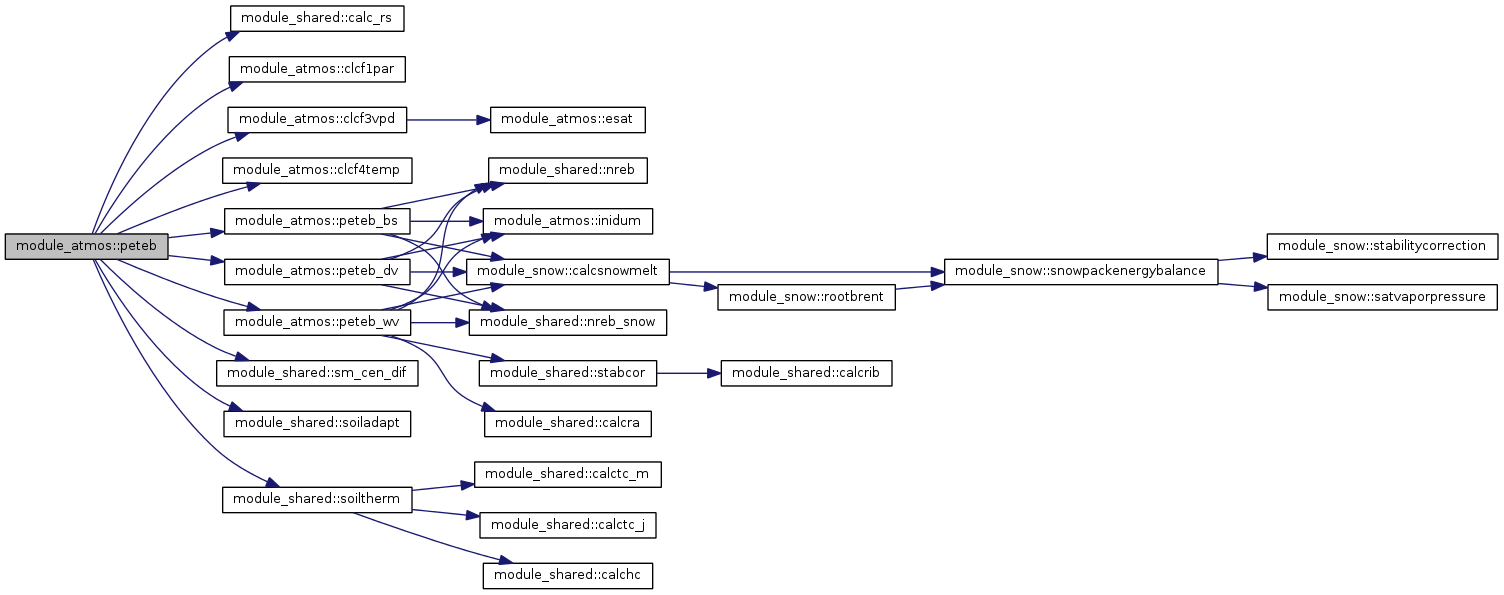 module_atmos::peteb
module_shared::calc_rs
module_atmos::clcf1par
module_atmos::clcf3vpd
module_atmos::clcf4temp
module_atmos::peteb_bs
module_atmos::peteb_dv
module_atmos::peteb_wv
module_shared::sm_cen_dif
module_shared::soiladapt
module_shared::soiltherm
module_atmos::esat
module_shared::nreb
module_atmos::inidum
module_snow::calcsnowmelt
module_shared::nreb_snow
module_shared::stabcor
module_shared::calcra
module_shared::calctc_m
module_shared::calctc_j
module_shared::calchc
module_snow::rootbrent
module_shared::calcrib
module_snow::snowpackenergybalance
module_snow::stabilitycorrection
module_snow::satvaporpressure